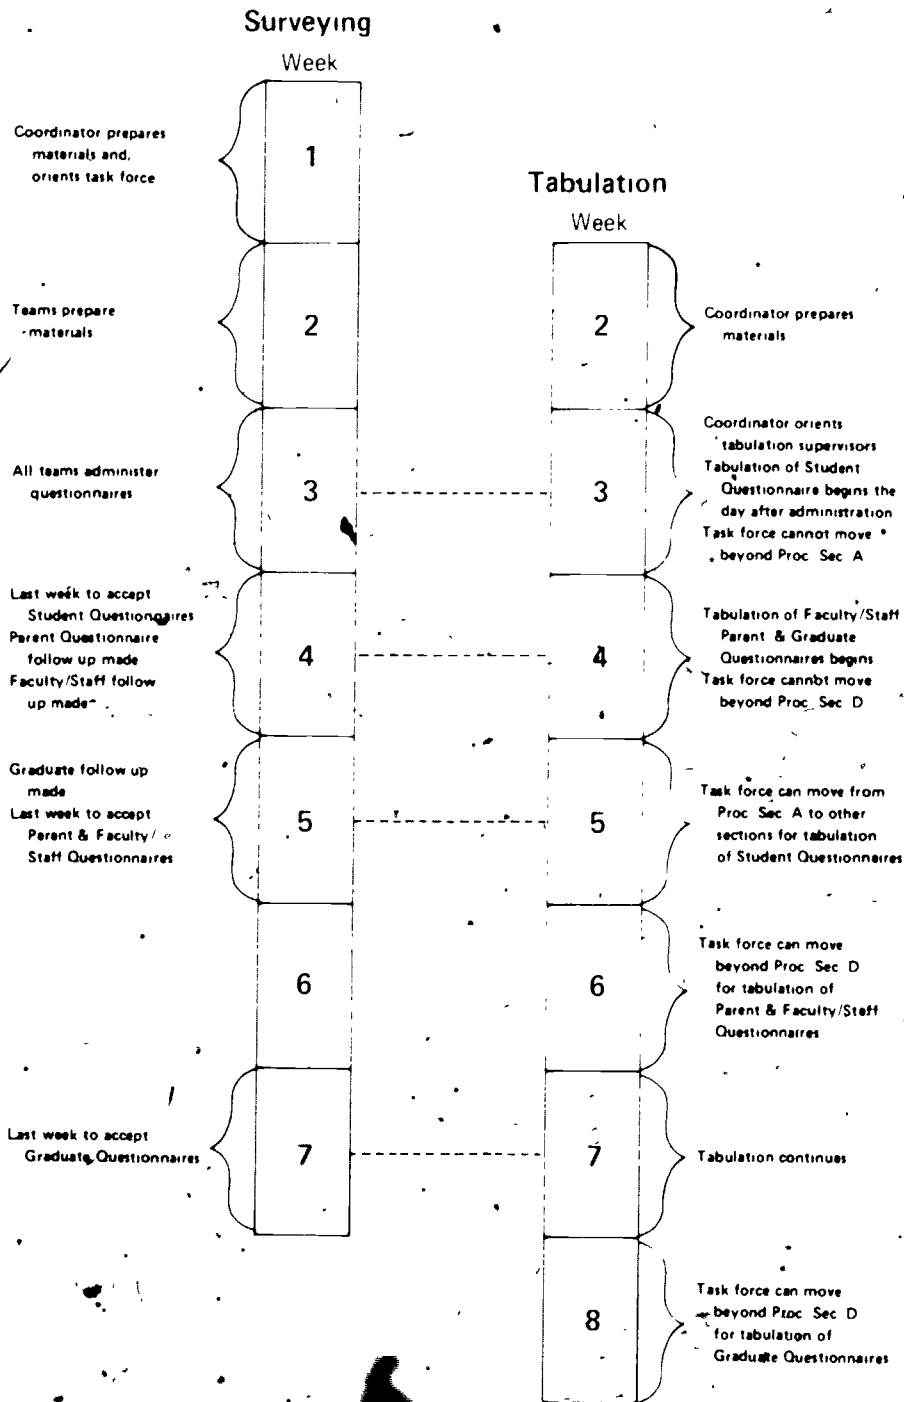 Surveying
Week
Coordinator prepares
materials and,
orients task force
1
Teams prepare
materials
2
All teams administer
questionnaires
3
Last week to accept
Student Questionnaires
Parent Questionnaire
follow up made
Faculty/Staff follow
up made
4
Graduate follow up
made
Last week to accept
Parent & Faculty/
Staff Questionnaires
5
6
Last week to accept
Graduate Questionnaires
7
Tabulation
Week
2
Coordinator prepares
materials
3
Coordinator orients
tabulation supervisors
Tabulation of Student
Questionnaire begins the
day after administration
Task force cannot move
beyond Proc Sec A
4
Tabulation of Faculty/Staff
Parent & Graduate
Questionnaires begins
Task force cannot move
beyond Proc Sec D
5
Task force can move from
Proc Sec A to other
sections for tabulation
of Student Questionnaires
6
Task force can move
beyond Proc Sec D
for tabulation of
Parent & Faculty/Staff
Questionnaires
7
Tabulation continues
8
Task force can move
beyond Proc Sec D
for tabulation of
Graduate Questionnaires